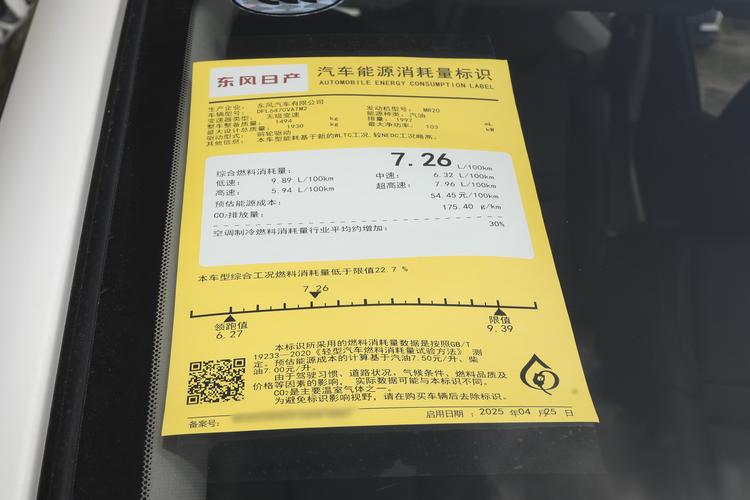 东风日产
汽车能源消耗量标识
AUTOMOBILE ENERGY CONSUMPTION LABEL
生产企业: 东风汽车有限公司
车辆型号: DFL6470VATM2 发动机型号: MR20
变速器类型: 无级变速 能源种类: 汽油
整车整备质量: 1494 kg 排量: 1997 mL
最大设计总质量: 1930 kg 最大净功率: 103 kW
驱动型式: 前轮驱动
其他信息: 本车型能耗基于新的WLTC工况,较NEDC工况略高。
综合燃料消耗量: 7.26 L/100km
低速: 9.89 L/100km 中速: 6.32 L/100km
高速: 5.94 L/100km 超高速: 7.96 L/100km
预估能源成本: 54.45元/100km
CO₂排放量: 175.40 g/km
空调制冷燃料消耗量行业平均约增加: 30%
本车型综合工况燃料消耗量低于限值22.7 %
7.26
领跑值 限值
6.27 9.39
本标识所采用的燃料消耗量数据是按照GB/T
19233—2020《轻型汽车燃料消耗量试验方法》 测
定。预估能源成本的计算基于汽油7.50元/升、柴
油7.00元/升。
由于驾驶习惯、道路状况、气候条件、燃料品质及
价格等因素的影响, 实际数据可能与本标识不同。
CO₂是主要温室气体之一。
为避免标识影响视野,请在购买车辆后去除标识。
备案号: 启用日期: 2025 年 04 月 25 日